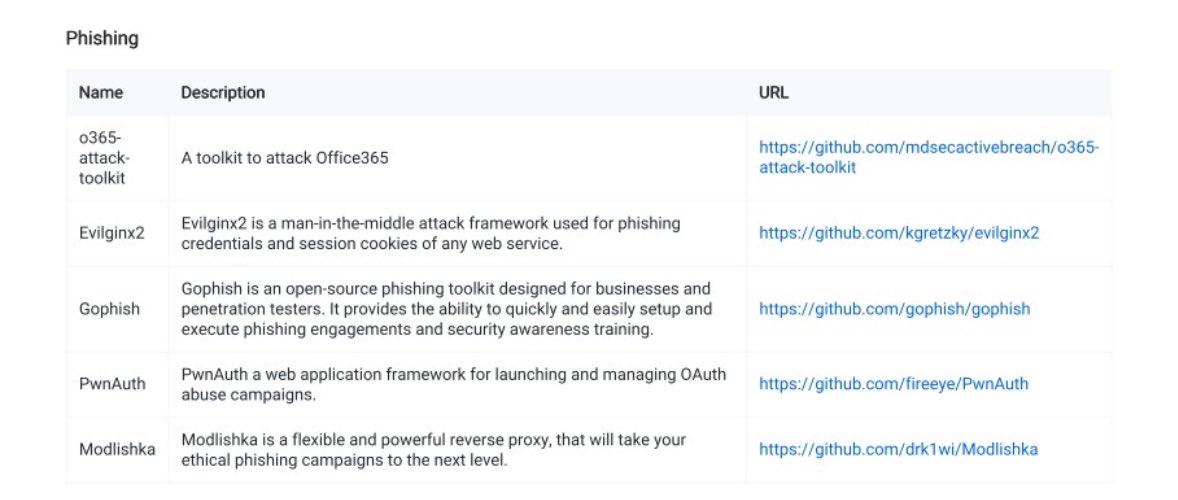 Phishing
Name Description URL
o365-
attack-
toolkit
A toolkit to attack Office365
https://github.com/mdsecactivebreach/o365-
attack-toolkit
Evilginx2
Evilginx2 is a man-in-the-middle attack framework used for phishing
credentials and session cookies of any web service.
https://github.com/kgretzky/evilginx2
Gophish
Gophish is an open-source phishing toolkit designed for businesses and
penetration testers. It provides the ability to quickly and easily setup and
execute phishing engagements and security awareness training.
https://github.com/gophish/gophish
PwnAuth
PwnAuth a web application framework for launching and managing OAuth
abuse campaigns.
https://github.com/fireeye/PwnAuth
Modlishka
Modlishka is a flexible and powerful reverse proxy, that will take your
ethical phishing campaigns to the next level.
https://github.com/drk1wi/Modlishka